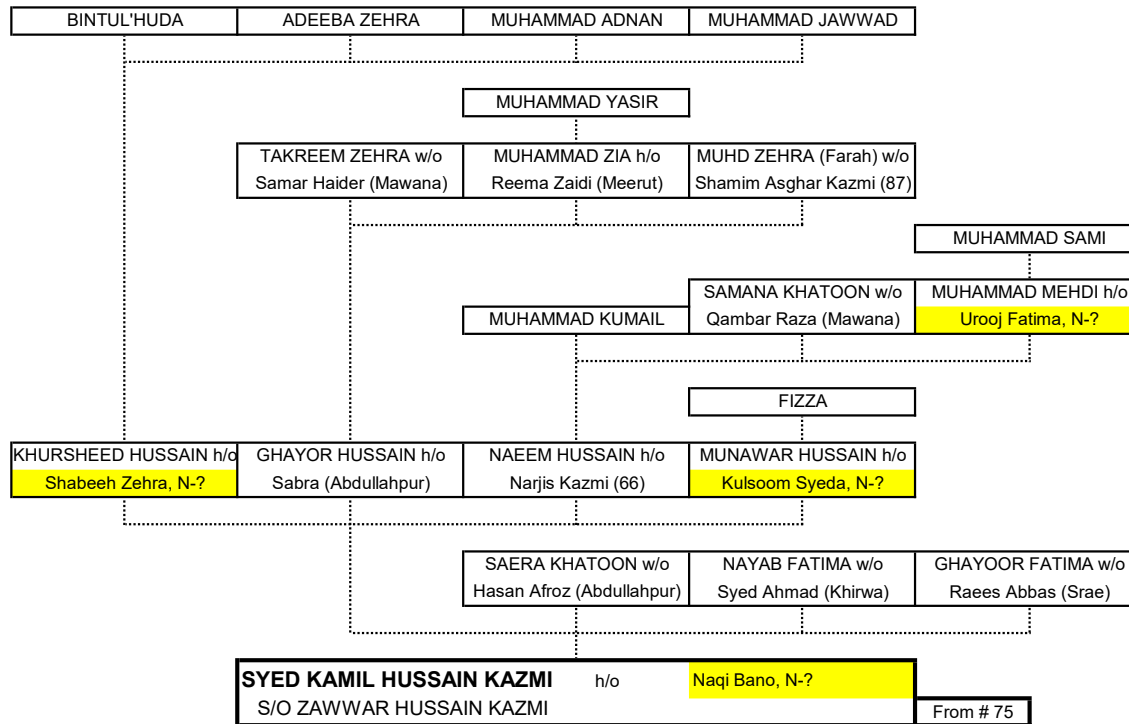 BINTUL'HUDA ADEEBA ZEHRA MUHAMMAD ADNAN MUHAMMAD JAWWAD
MUHAMMAD YASIR
TAKREEM ZEHRA w/o MUHAMMAD ZIA h/o MUHD ZEHRA (Farah) w/o
Samar Haider (Mawana) Reema Zaidi (Meerut) Shamim Asghar Kazmi (87)
MUHAMMAD SAMI
SAMANA KHATOON w/o MUHAMMAD MEHDI h/o
MUHAMMAD KUMAIL Qambar Raza (Mawana) Urooj Fatima, N-?
FIZZA
KHURSHEED HUSSAIN h/o GHAYOR HUSSAIN h/o NAEEM HUSSAIN h/o MUNAWAR HUSSAIN h/o
Shabeeh Zehra, N-? Sabra (Abdullahpur) Narjis Kazmi (66) Kulsoom Syeda, N-?
SAERA KHATOON w/o NAYAB FATIMA w/o GHAYOOR FATIMA w/o
Hasan Afroz (Abdullahpur) Syed Ahmad (Khirwa) Raees Abbas (Srae)
SYED KAMIL HUSSAIN KAZMI h/o Naqi Bano, N-?
S/O ZAWWAR HUSSAIN KAZMI From # 75